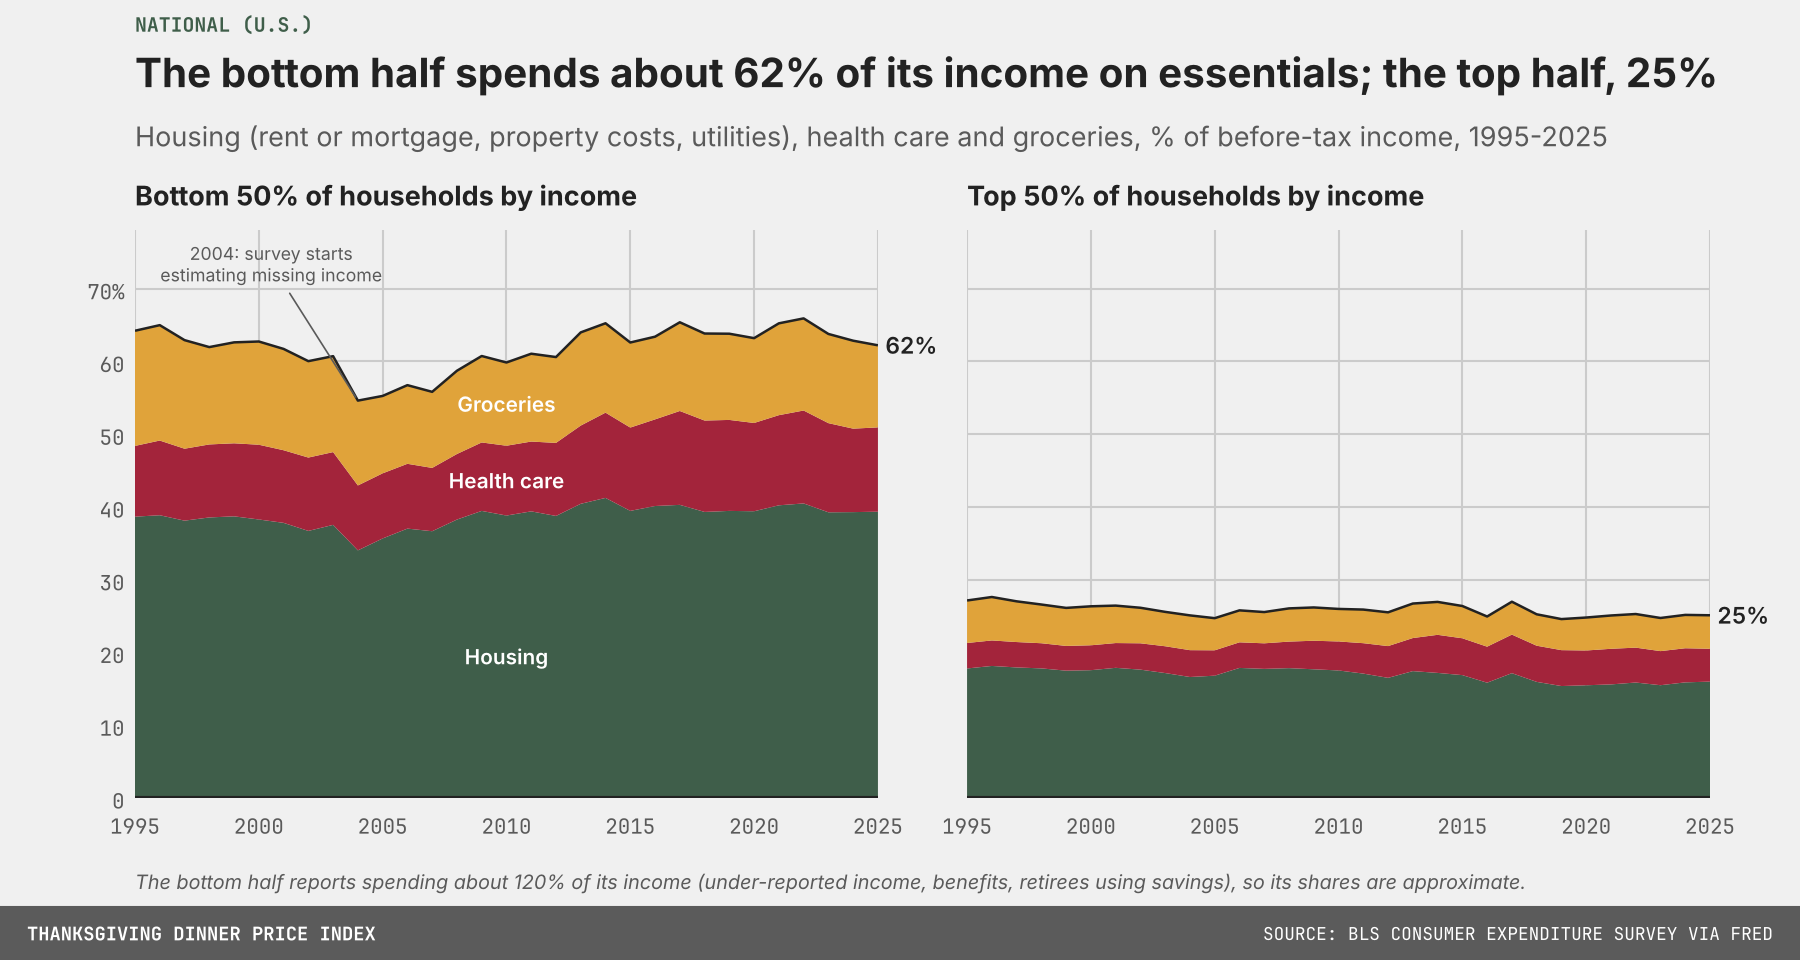 NATIONAL (U.S.)
The bottom half spends about 62% of its income on essentials; the top half, 25%
Housing (rent or mortgage, property costs, utilities), health care and groceries, % of before-tax income, 1995-2025
Bottom 50% of households by income
2004: survey starts
estimating missing income
70%
60
50
40
30
20
10
0
Groceries
Health care
Housing
62%
1995 2000 2005 2010 2015 2020 2025
Top 50% of households by income
25%
1995 2000 2005 2010 2015 2020 2025
The bottom half reports spending about 120% of its income (under-reported income, benefits, retirees using savings), so its shares are approximate.
THANKSGIVING DINNER PRICE INDEX
SOURCE: BLS CONSUMER EXPENDITURE SURVEY VIA FRED